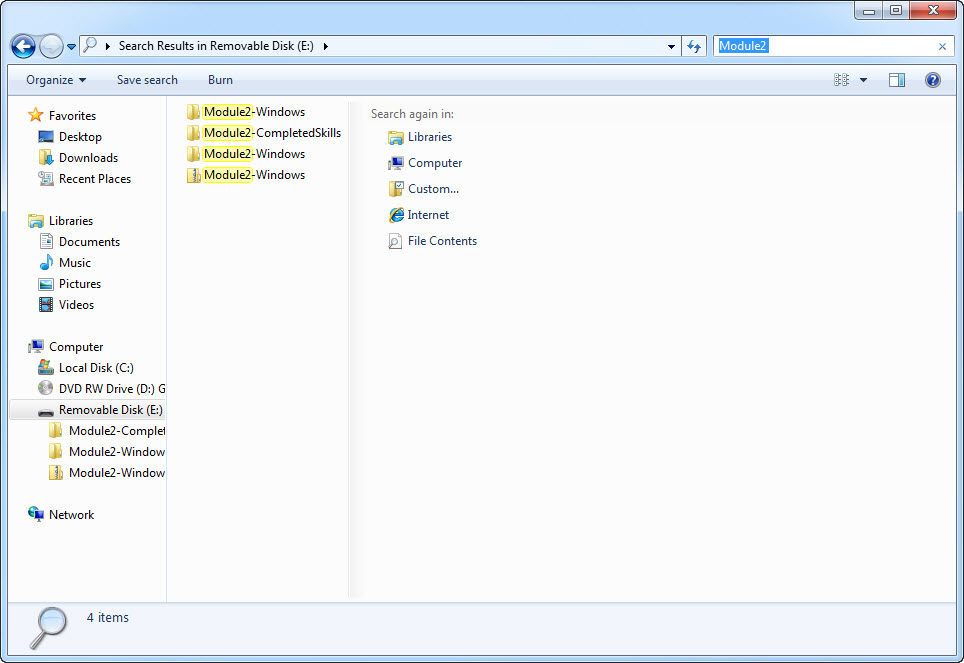 Search Results in Removable Disk (E:)
Module2
Organize
Save search
Burn
Favorites
Desktop
Downloads
Recent Places
Libraries
Documents
Music
Pictures
Videos
Computer
Local Disk (C:)
DVD RW Drive (D:) G
Removable Disk (E:)
Module2-Complet
Module2-Window
Module2-Window
Network
Module2-Windows
Module2-CompletedSkills
Module2-Windows
Module2-Windows
Search again in:
Libraries
Computer
Custom...
Internet
File Contents
4 items